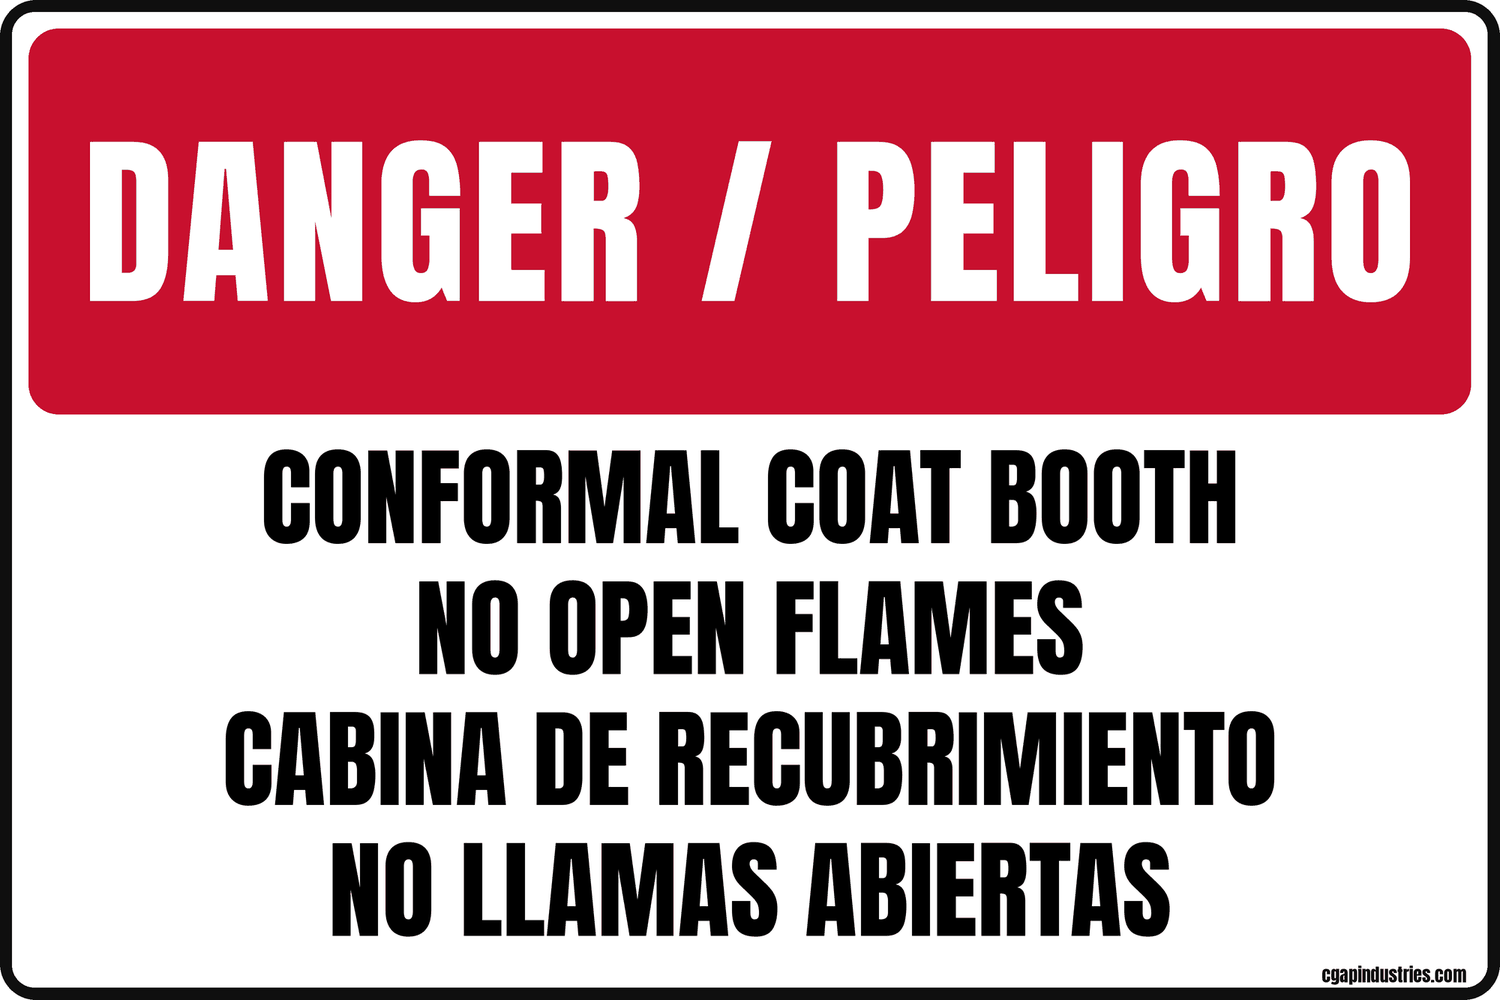 DANGER / PELIGRO
CONFORMAL COAT BOOTH
NO OPEN FLAMES
CABINA DE RECUBRIMIENTO
NO LLAMAS ABIERTAS
cgapindustries.com